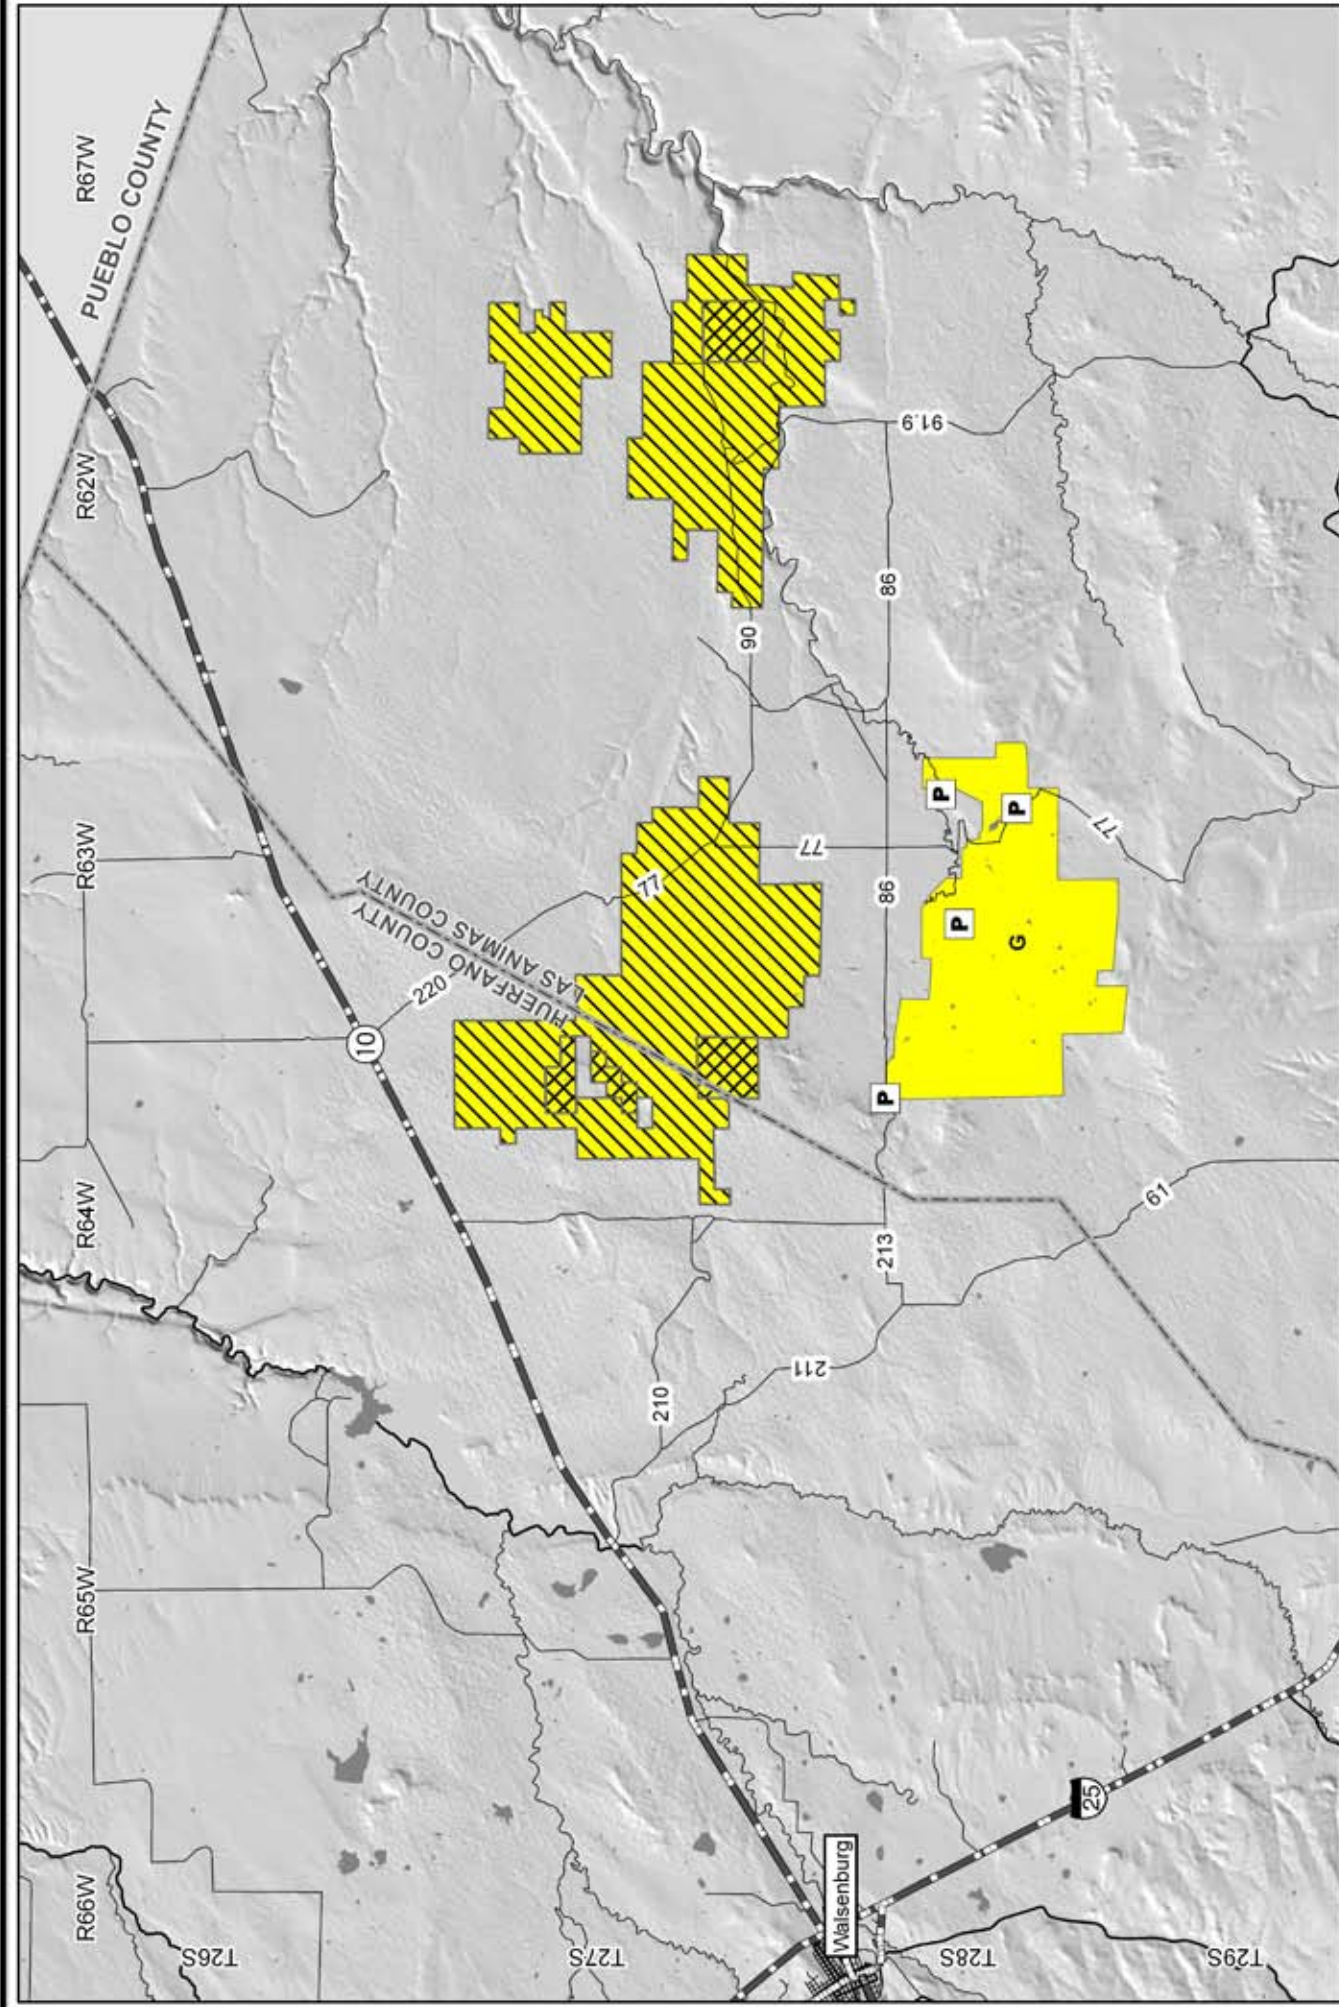 R66W
R65W
R64W
R63W
R62W
R67W
PUEBLO COUNTY
T26S
10
220
HUERFANO COUNTY
LAS ANIMAS COUNTY
T27S
210
77
77
90
211
Walsenburg
213
P
86
86
91.9
T28S
P
P
P
G
77
25
61
T29S